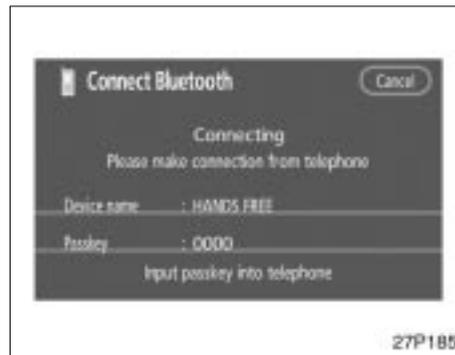 Connect Bluetooth
Cancel
Connecting
Please make connection from telephone
Device name : HANDS FREE
Passkey : 0000
Input passkey into telephone
27P185